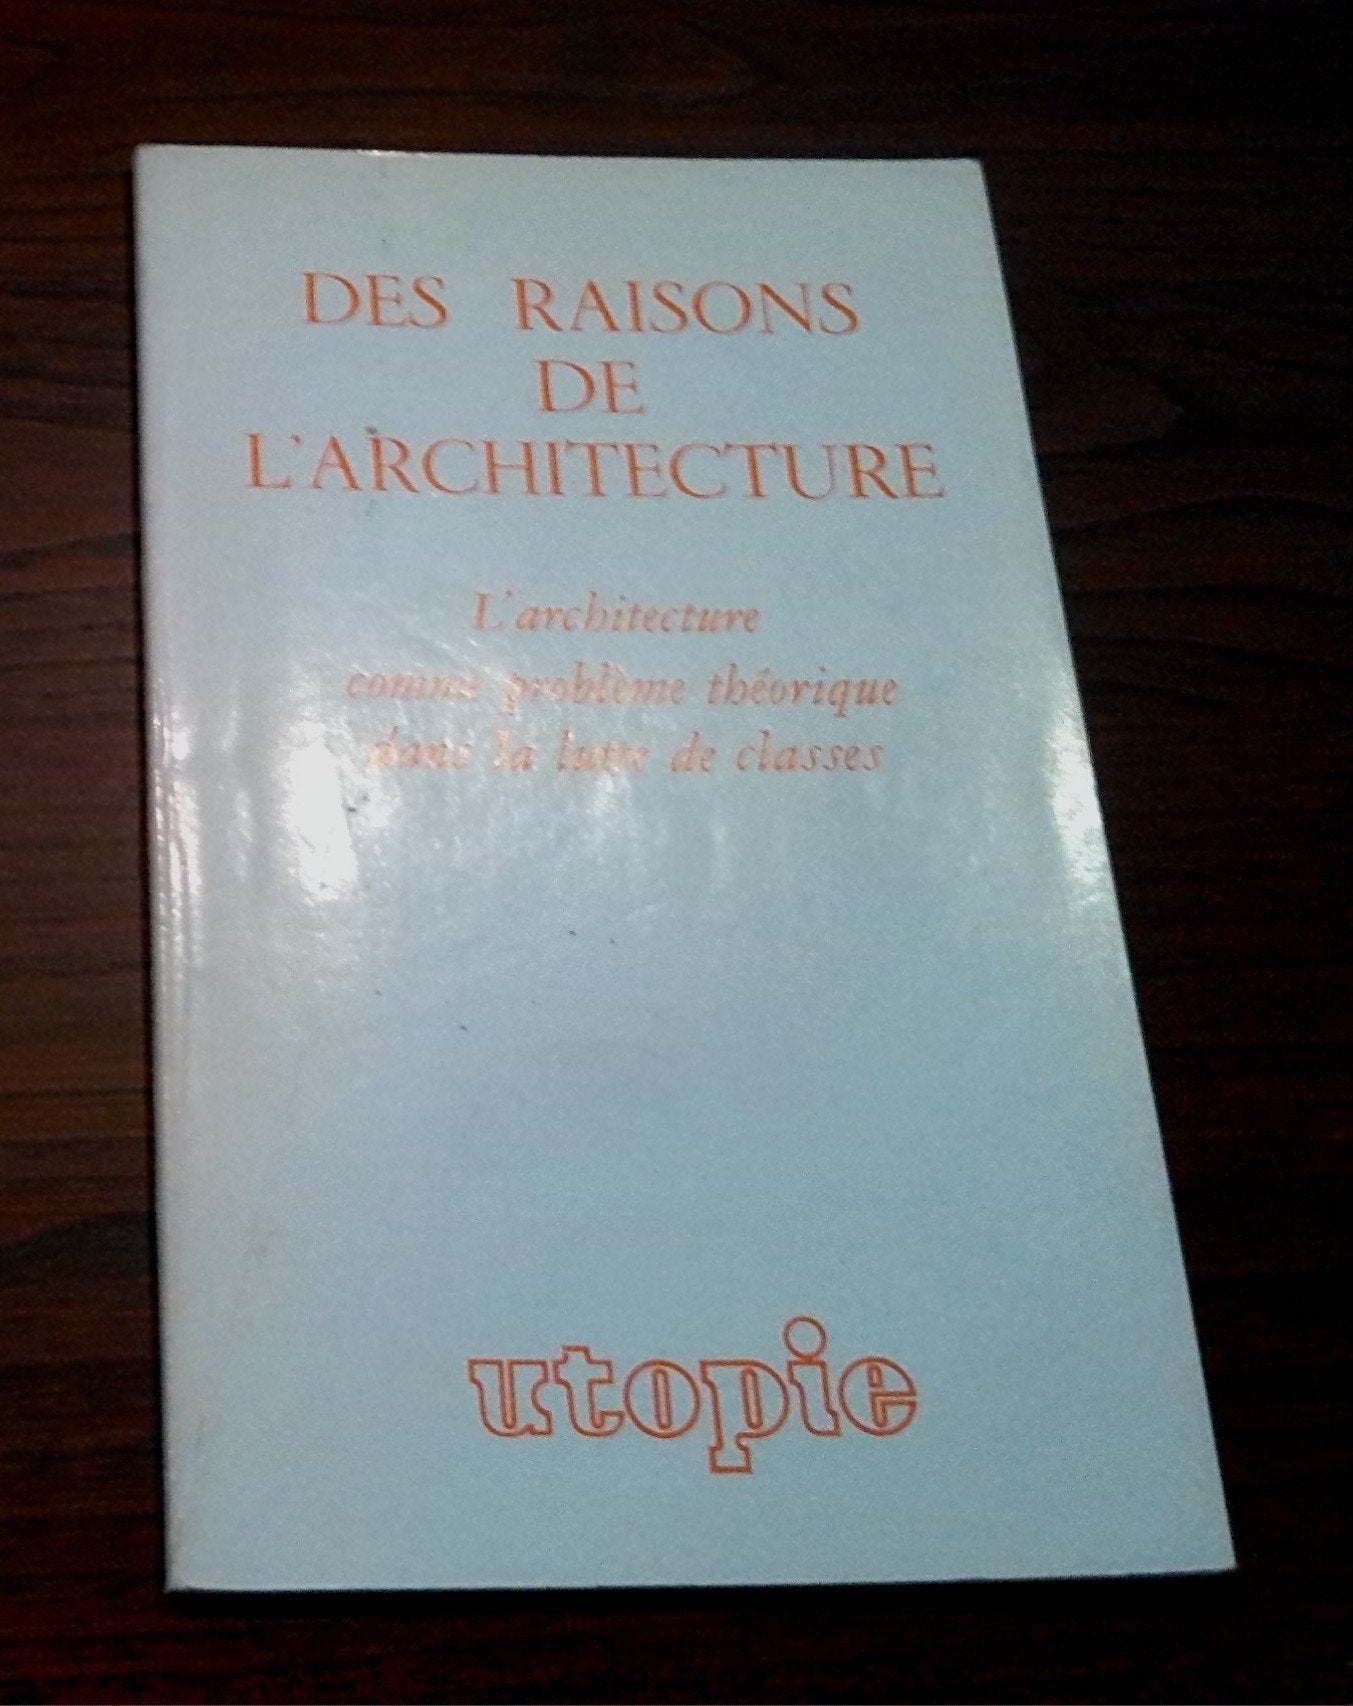 DES RAISONS
DE
L'ARCHITECTURE
L'architecture
comme problème théorique
dans la lutte de classes
utopie